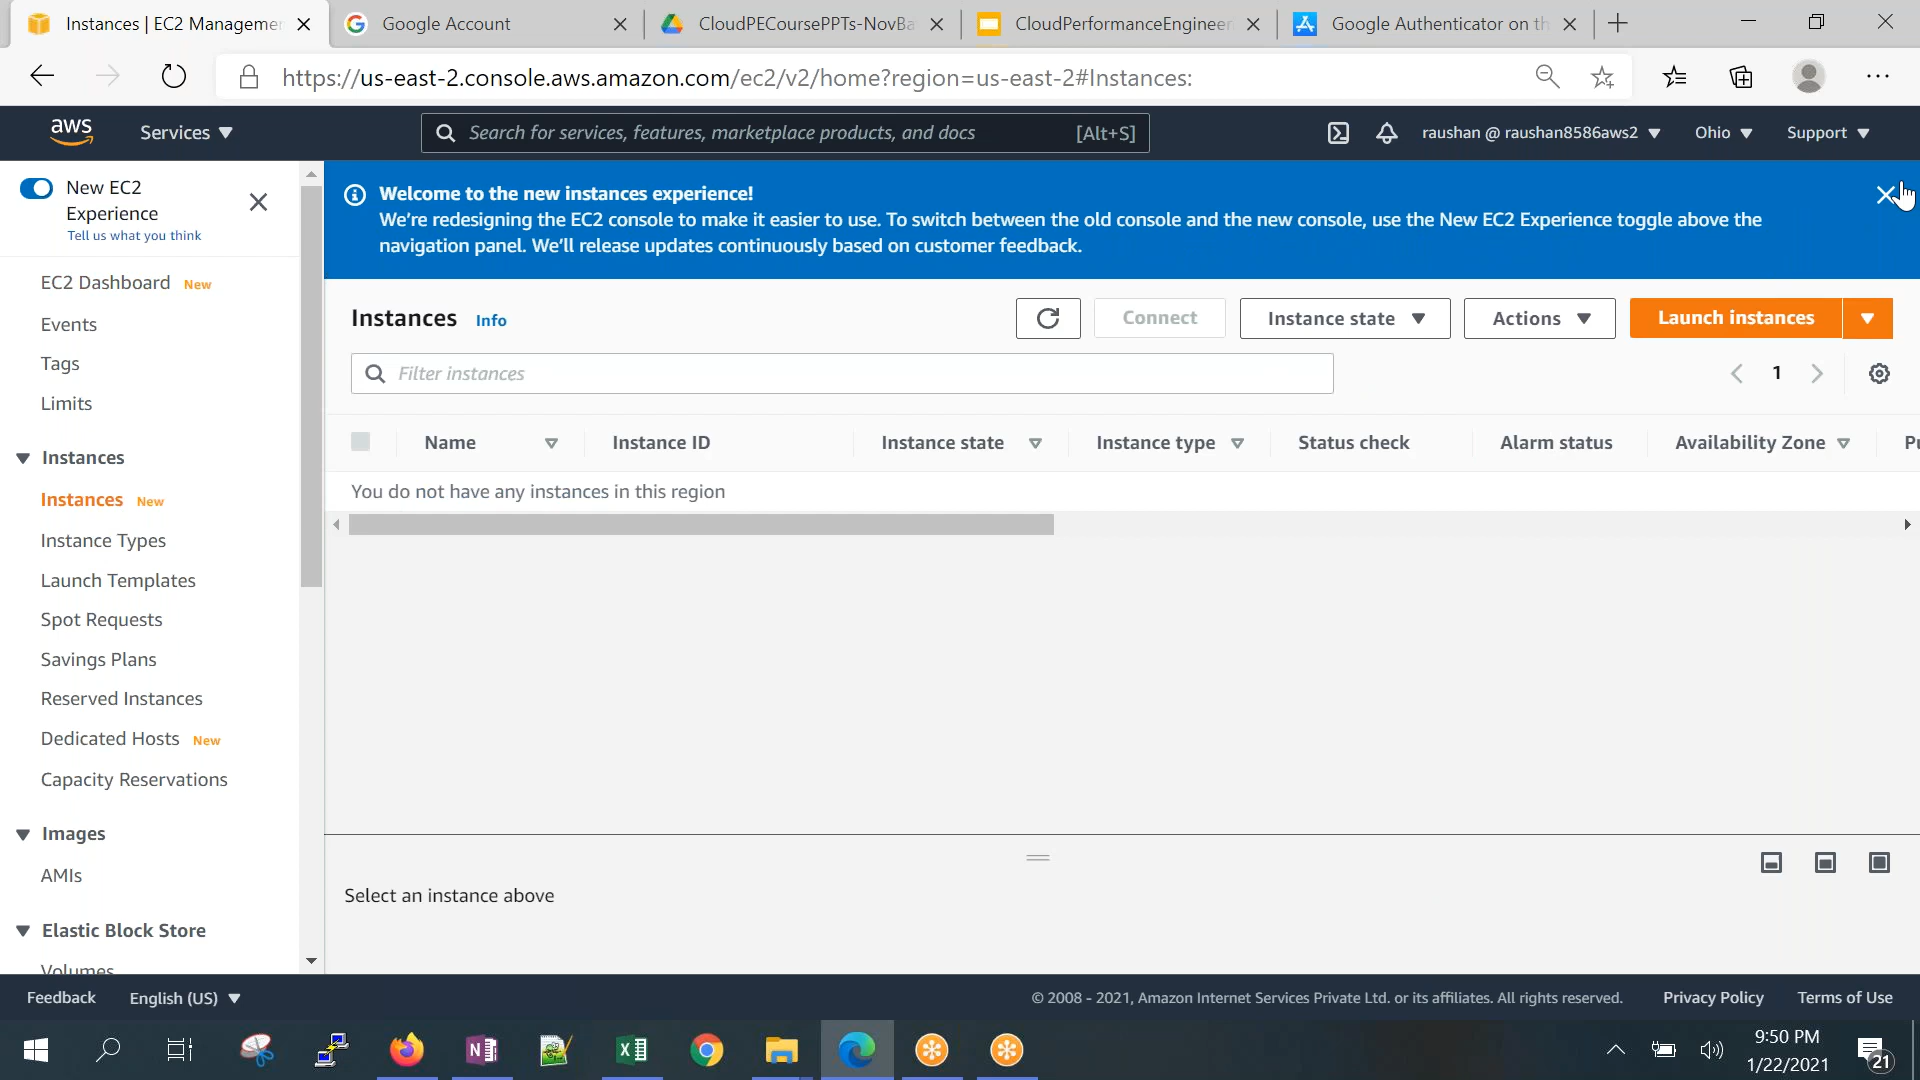 Instances | EC2 Managemen
Google Account
CloudPECoursePPTs-NovBa
CloudPerformanceEngineer
Google Authenticator on th
https://us-east-2.console.aws.amazon.com/ec2/v2/home?region=us-east-2#Instances:
aws
Services
Search for services, features, marketplace products, and docs
[Alt+S]
raushan @ raushan8586aws2
Ohio
Support
New EC2
Experience
Tell us what you think
Welcome to the new instances experience!
We're redesigning the EC2 console to make it easier to use. To switch between the old console and the new console, use the New EC2 Experience toggle above the
navigation panel. We'll release updates continuously based on customer feedback.
EC2 Dashboard New
Events
Tags
Limits
Instances
Instances New
Instance Types
Launch Templates
Spot Requests
Savings Plans
Reserved Instances
Dedicated Hosts New
Capacity Reservations
Images
AMIs
Elastic Block Store
Volumes
Instances Info
Connect
Instance state
Actions
Launch instances
Filter instances
1
Name
Instance ID
Instance state
Instance type
Status check
Alarm status
Availability Zone
Pu
You do not have any instances in this region
Select an instance above
Feedback
English (US)
© 2008 - 2021, Amazon Internet Services Private Ltd. or its affiliates. All rights reserved.
Privacy Policy
Terms of Use
9:50 PM
1/22/2021
21